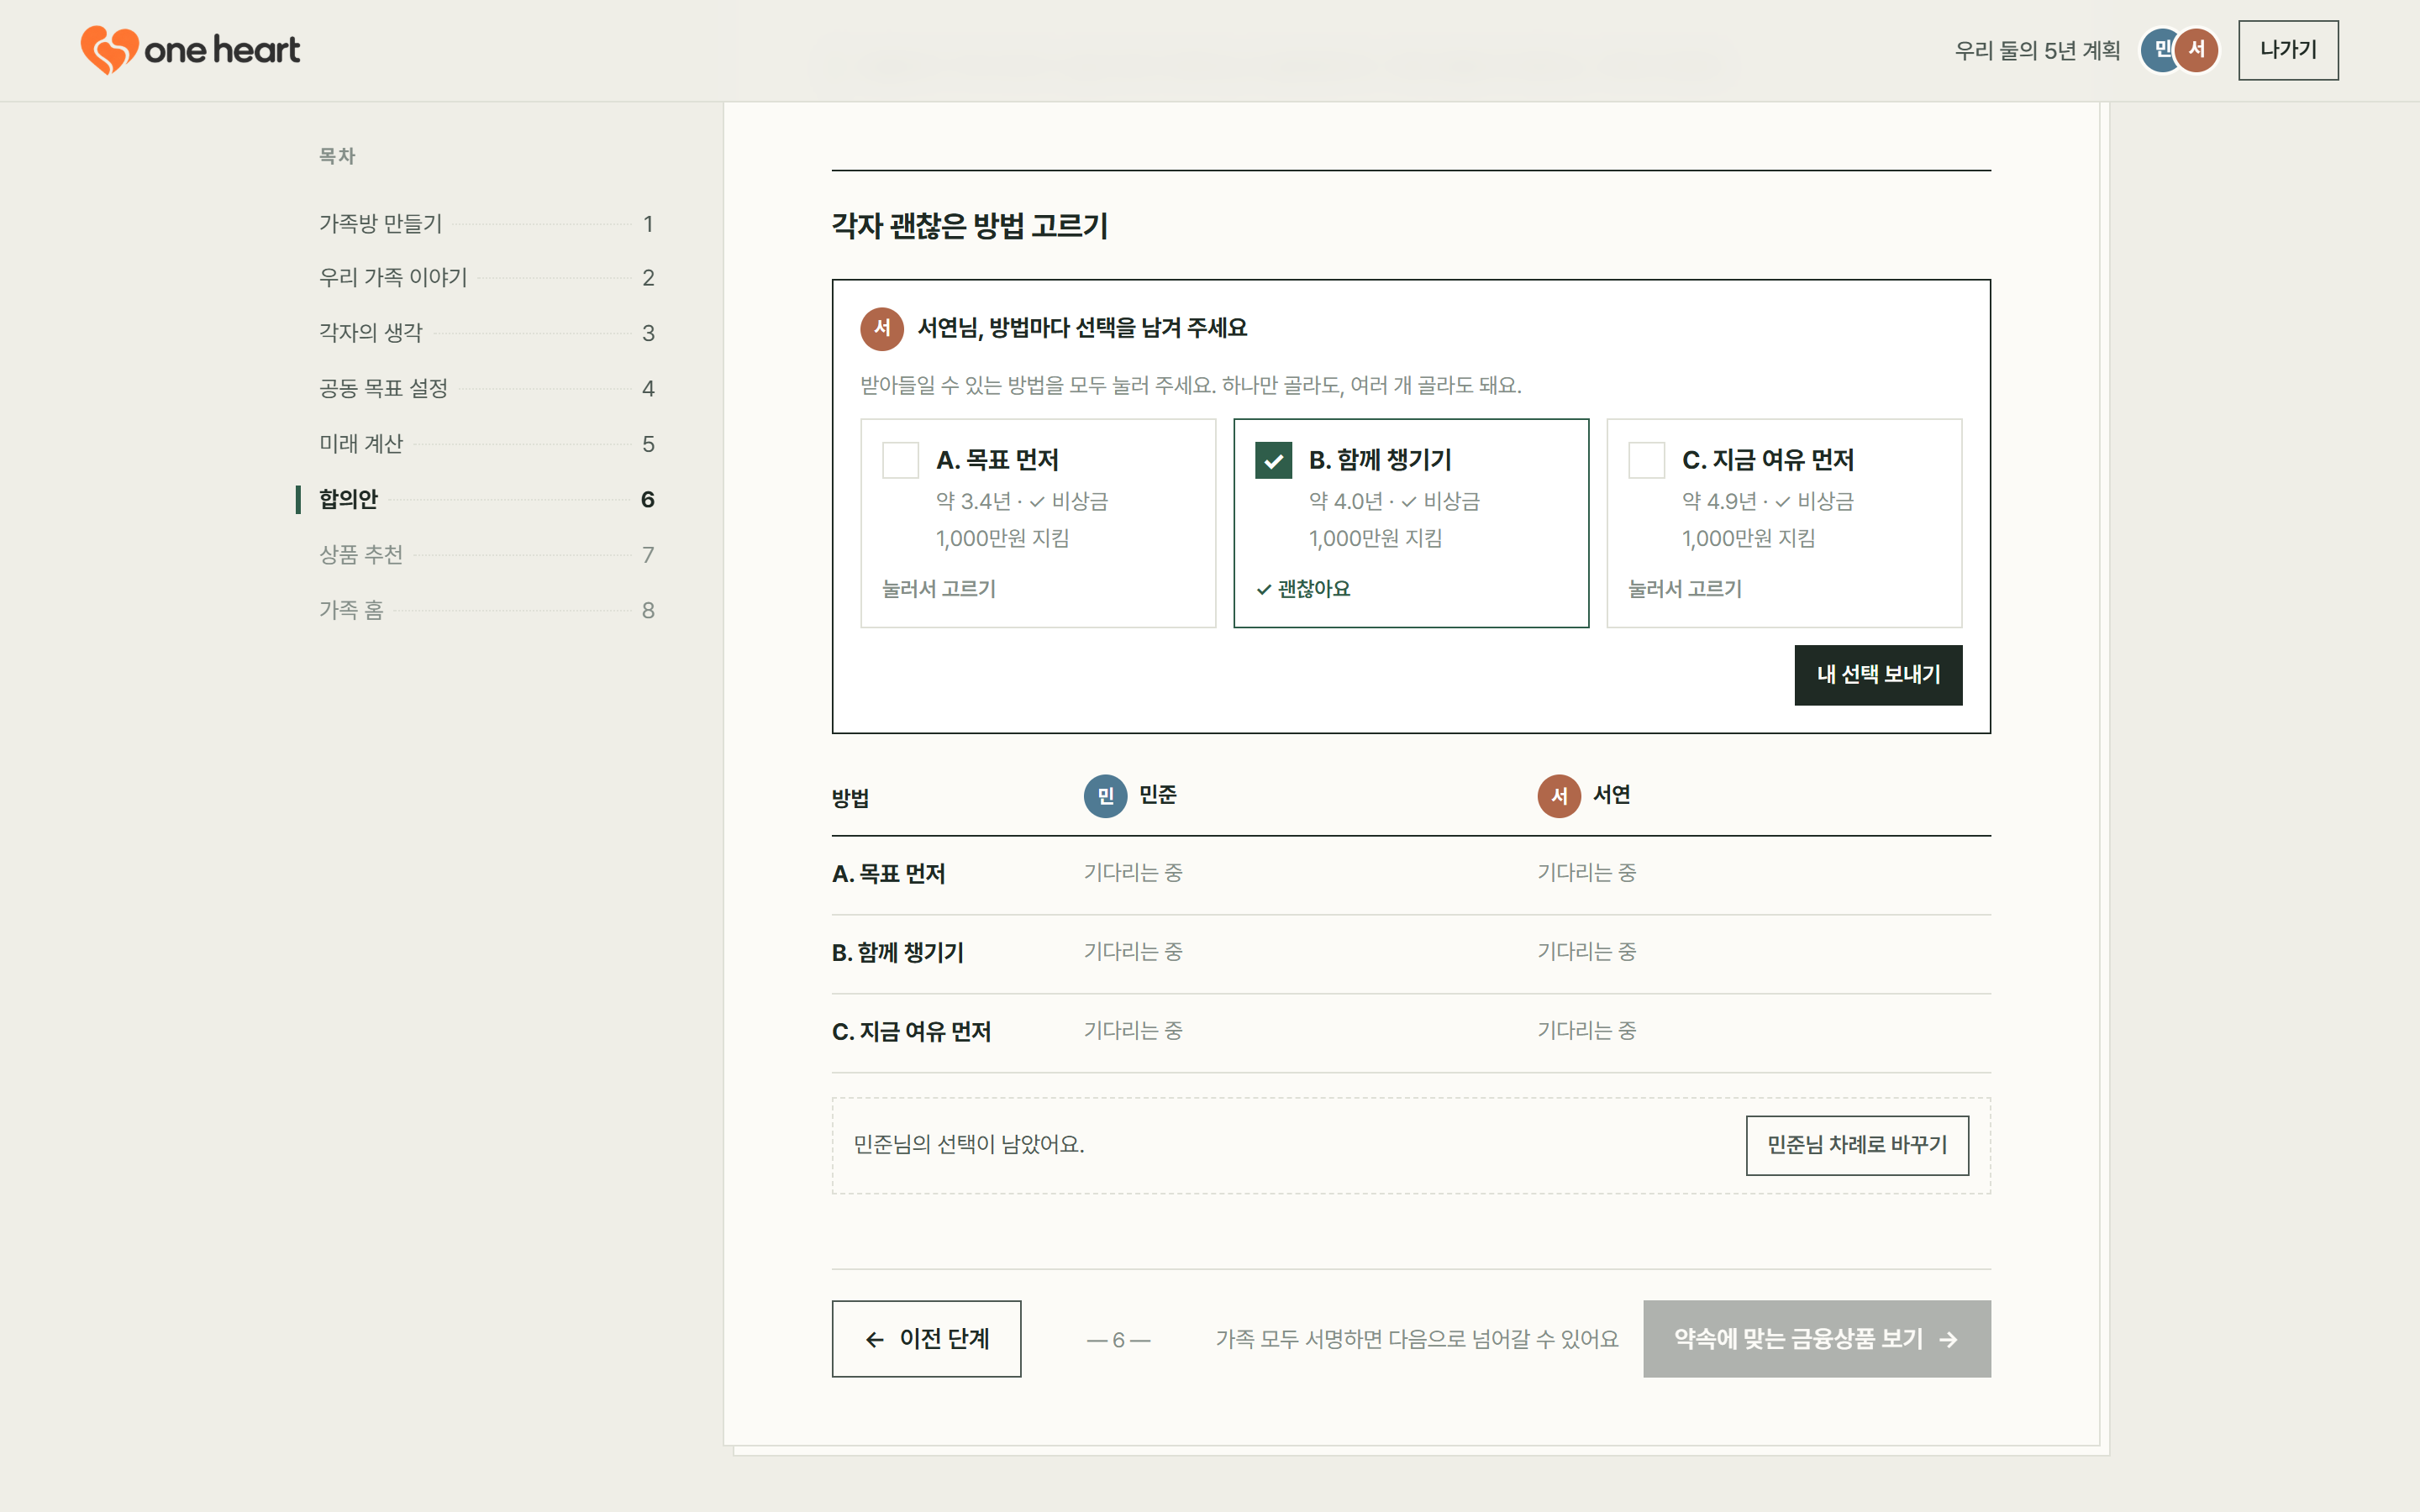 one heart
우리 둘의 5년 계획
민
서
나가기
목차
가족방 만들기 1
우리 가족 이야기 2
각자의 생각 3
공동 목표 설정 4
미래 계산 5
합의안 6
상품 추천 7
가족 홈 8
각자 괜찮은 방법 고르기
서 서연님, 방법마다 선택을 남겨 주세요
받아들일 수 있는 방법을 모두 눌러 주세요. 하나만 골라도, 여러 개 골라도 돼요.
A. 목표 먼저
약 3.4년 · ✓ 비상금
1,000만원 지킴
눌러서 고르기
B. 함께 챙기기
약 4.0년 · ✓ 비상금
1,000만원 지킴
✓ 괜찮아요
C. 지금 여유 먼저
약 4.9년 · ✓ 비상금
1,000만원 지킴
눌러서 고르기
내 선택 보내기
방법 민 민준 서 서연
A. 목표 먼저 기다리는 중 기다리는 중
B. 함께 챙기기 기다리는 중 기다리는 중
C. 지금 여유 먼저 기다리는 중 기다리는 중
민준님의 선택이 남았어요.
민준님 차례로 바꾸기
← 이전 단계
— 6 —
가족 모두 서명하면 다음으로 넘어갈 수 있어요
약속에 맞는 금융상품 보기 →